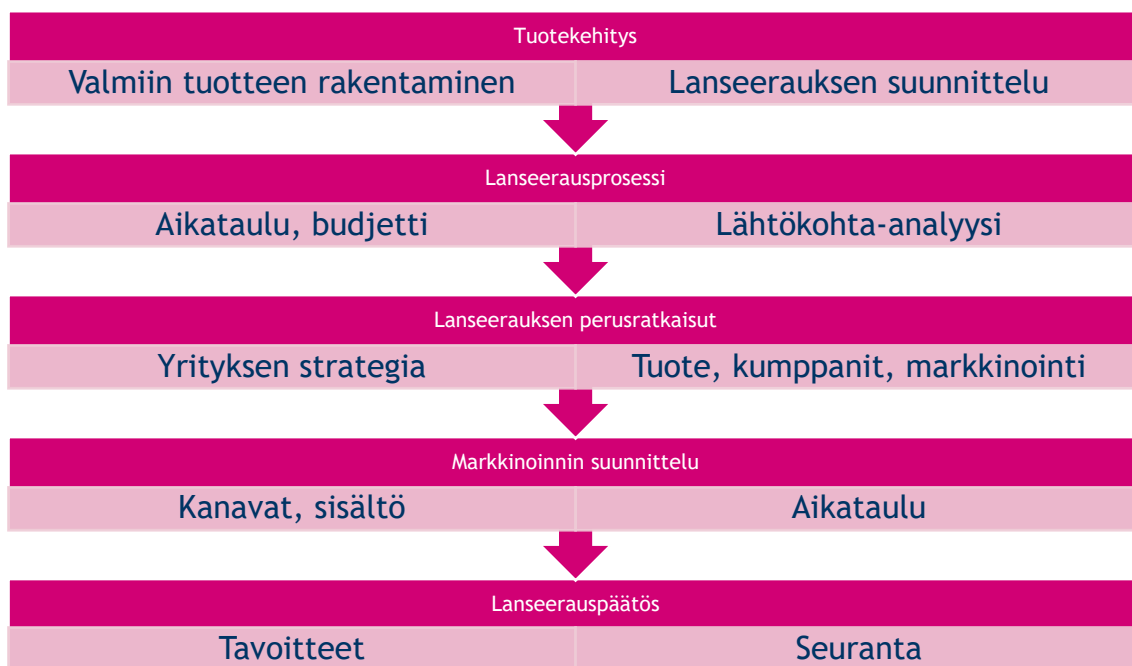 Tuotekehitys
Valmiin tuotteen rakentaminen
Lanseerauksen suunnittelu
Lanseerausprosessi
Aikataulu, budjetti
Lähtökohta-analyysi
Lanseerauksen perusratkaisut
Yrityksen strategia
Tuote, kumppanit, markkinointi
Markkinoinnin suunnittelu
Kanavat, sisältö
Aikataulu
Lanseerauspäätös
Tavoitteet
Seuranta